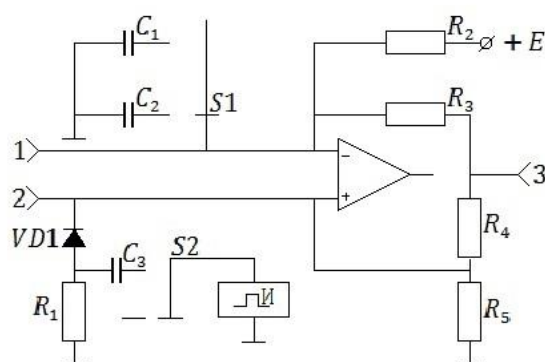 C₁
R₂
+ E
C₂
S1
R₃
1
−
3
2
+
VD1
C₃
S2
R₄
R₁
И
R₅